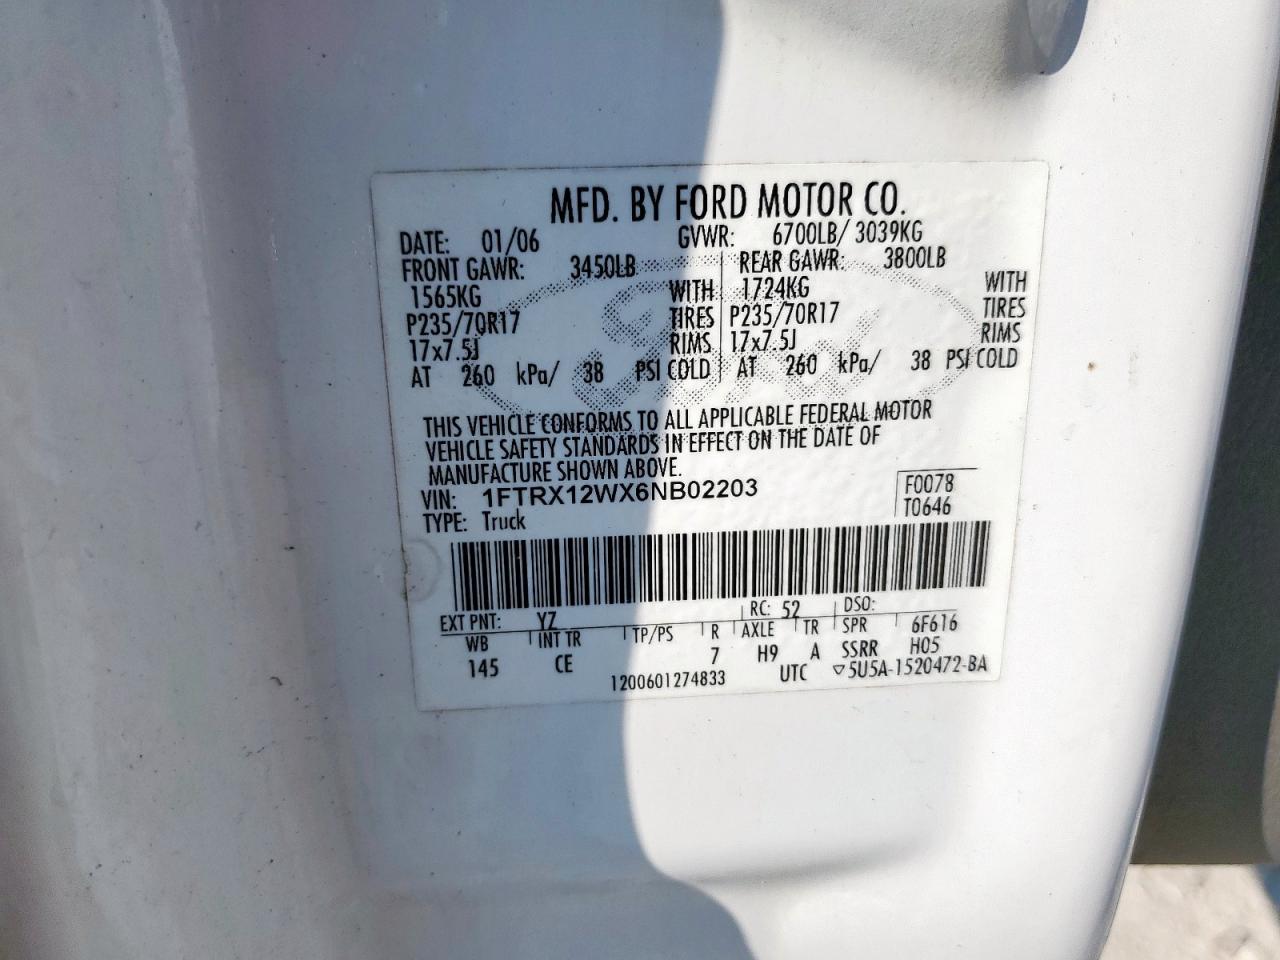 MFD. BY FORD MOTOR CO.
DATE: 01/06 GVWR: 6700LB/ 3039KG
FRONT GAWR: 3450LB REAR GAWR: 3800LB
1565KG WITH 1724KG WITH
P235/70R17 TIRES P235/70R17 TIRES
17x7.5J RIMS 17x7.5J RIMS
AT 260 kPa/ 38 PSI COLD AT 260 kPa/ 38 PSI COLD
Ford
THIS VEHICLE CONFORMS TO ALL APPLICABLE FEDERAL MOTOR
VEHICLE SAFETY STANDARDS IN EFFECT ON THE DATE OF
MANUFACTURE SHOWN ABOVE.
VIN: 1FTRX12WX6NB02203 F0078
TYPE: Truck T0646
EXT PNT: YZ RC: 52 DSO:
WB INT TR TP/PS R AXLE TR SPR 6F616
145 CE 7 H9 A SSRR H05
1200601274833 UTC ▽5U5A-1520472-BA